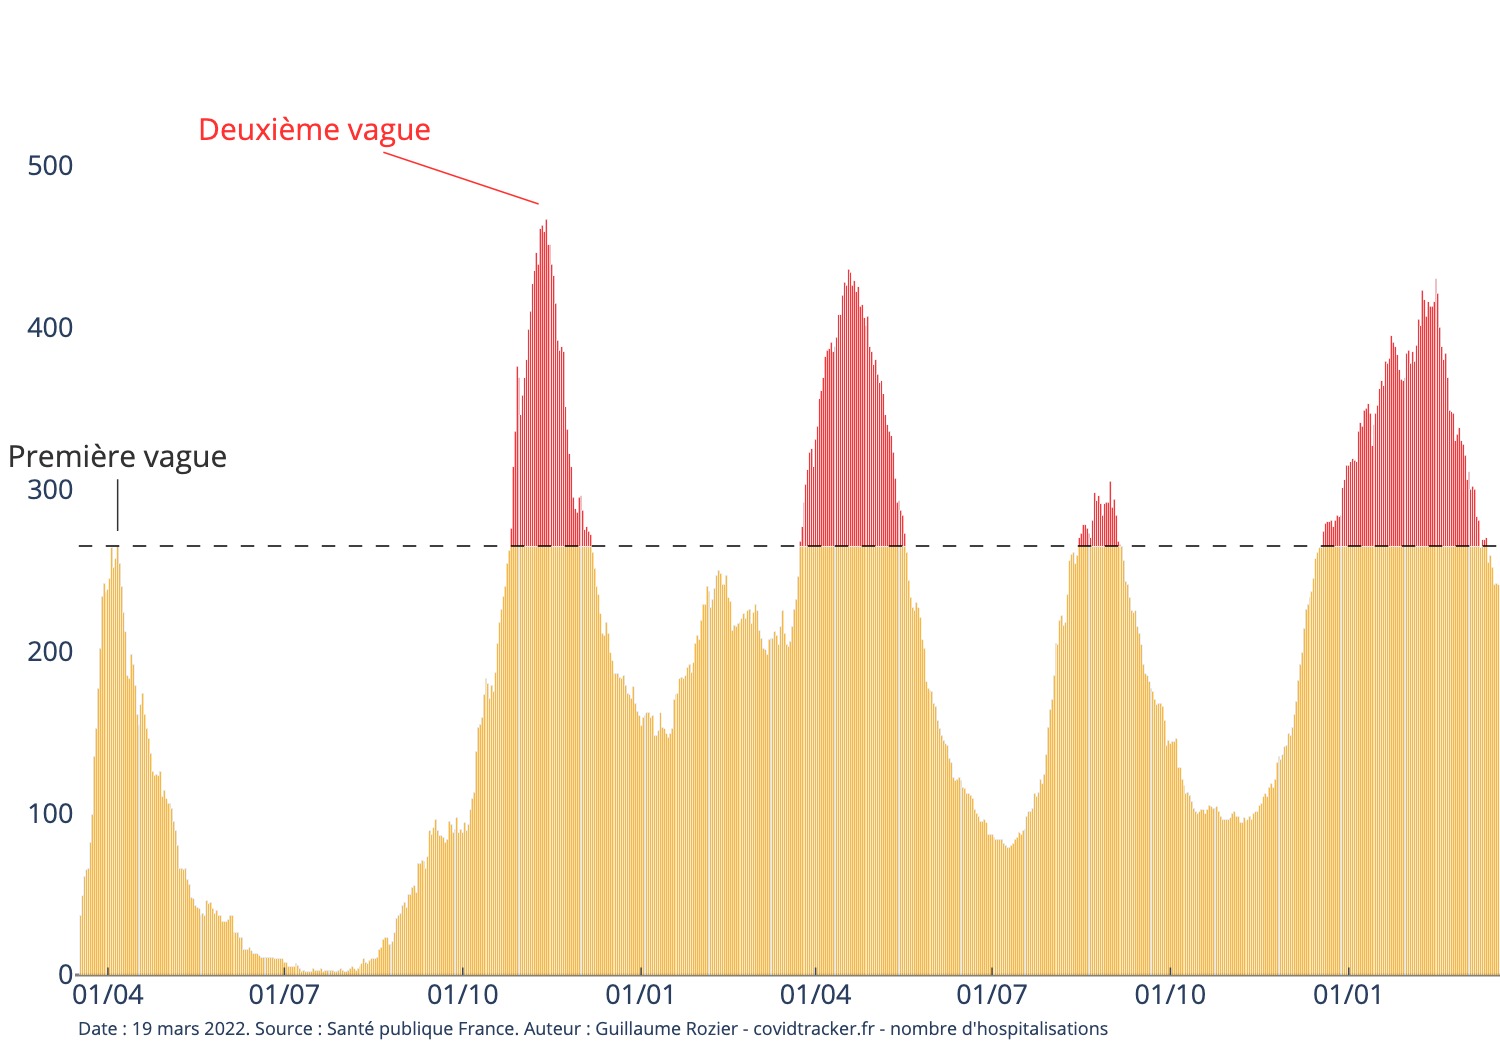 Deuxième vague
500
400
Première vague
300
200
100
0
01/04 01/07 01/10 01/01 01/04 01/07 01/10 01/01
Date : 19 mars 2022. Source : Santé publique France. Auteur : Guillaume Rozier - covidtracker.fr - nombre d'hospitalisations